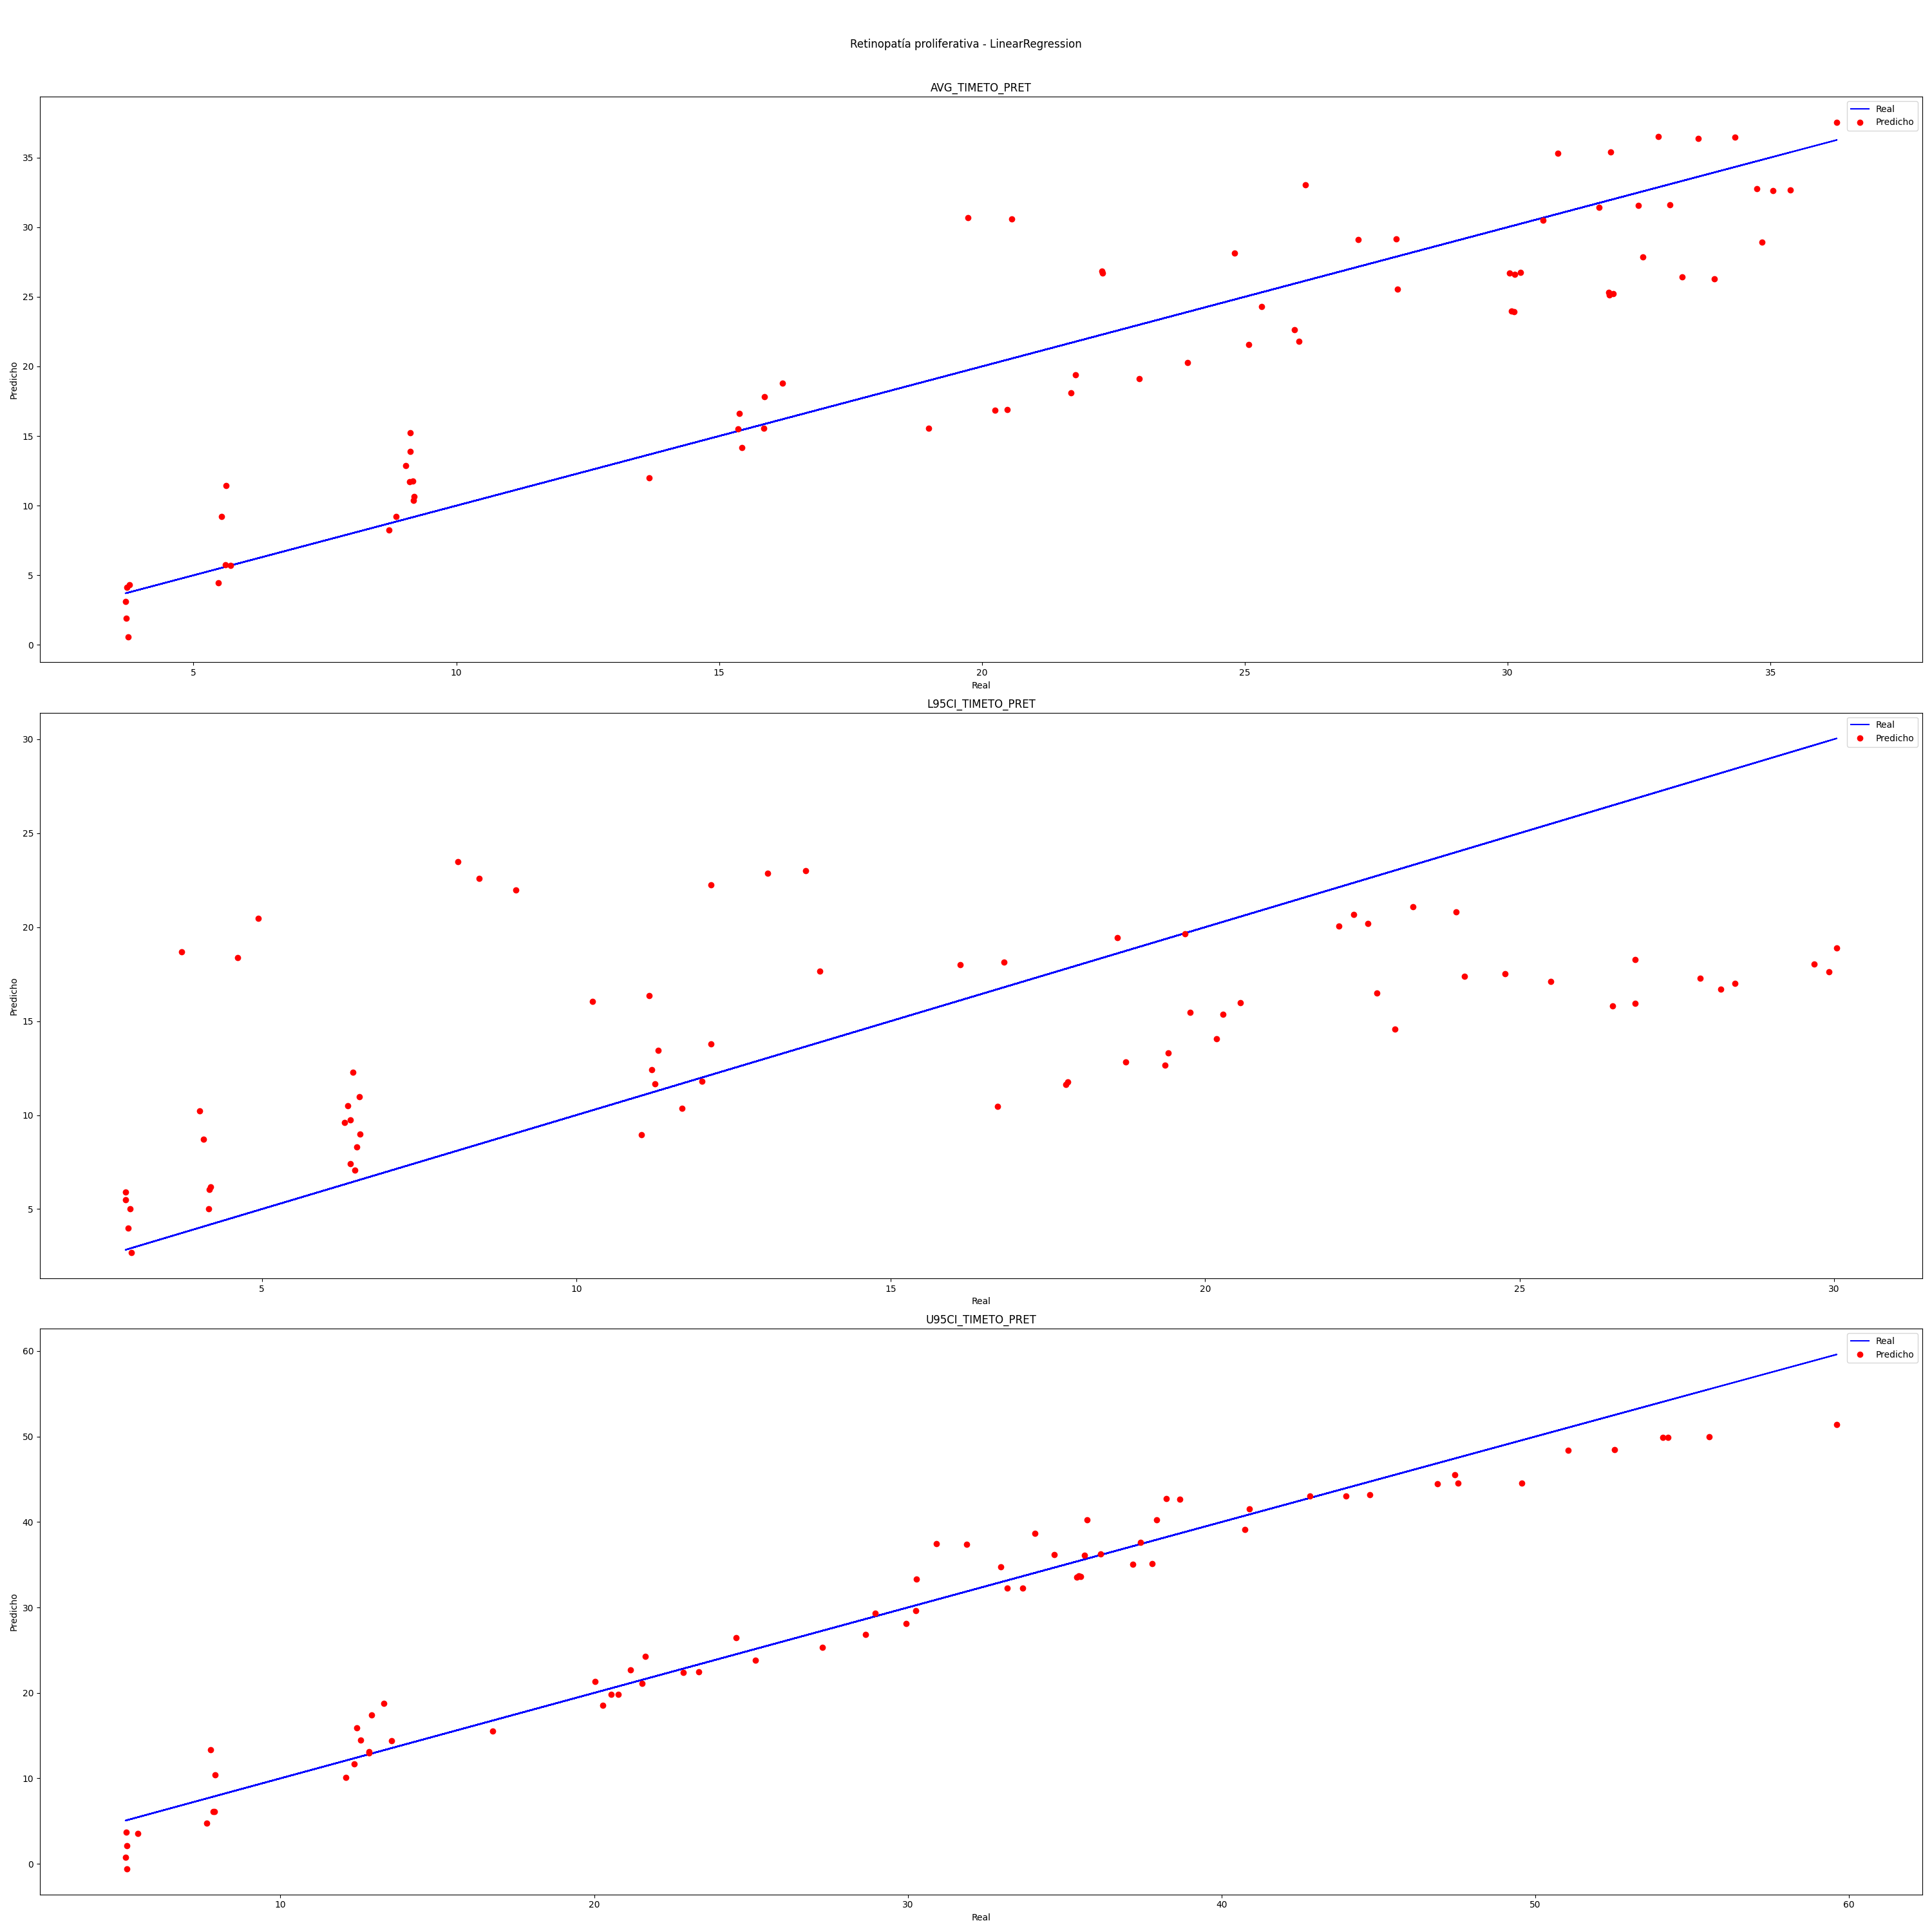 Retinopatía proliferativa - LinearRegression
AVG_TIMETO_PRET
Real
Predicho
35
30
25
20
15
10
5
0
Predicho
5 10 15 20 25 30 35
Real
L95CI_TIMETO_PRET
Real
Predicho
30
25
20
15
10
5
Predicho
5 10 15 20 25 30
Real
U95CI_TIMETO_PRET
Real
Predicho
60
50
40
30
20
10
0
Predicho
10 20 30 40 50 60
Real